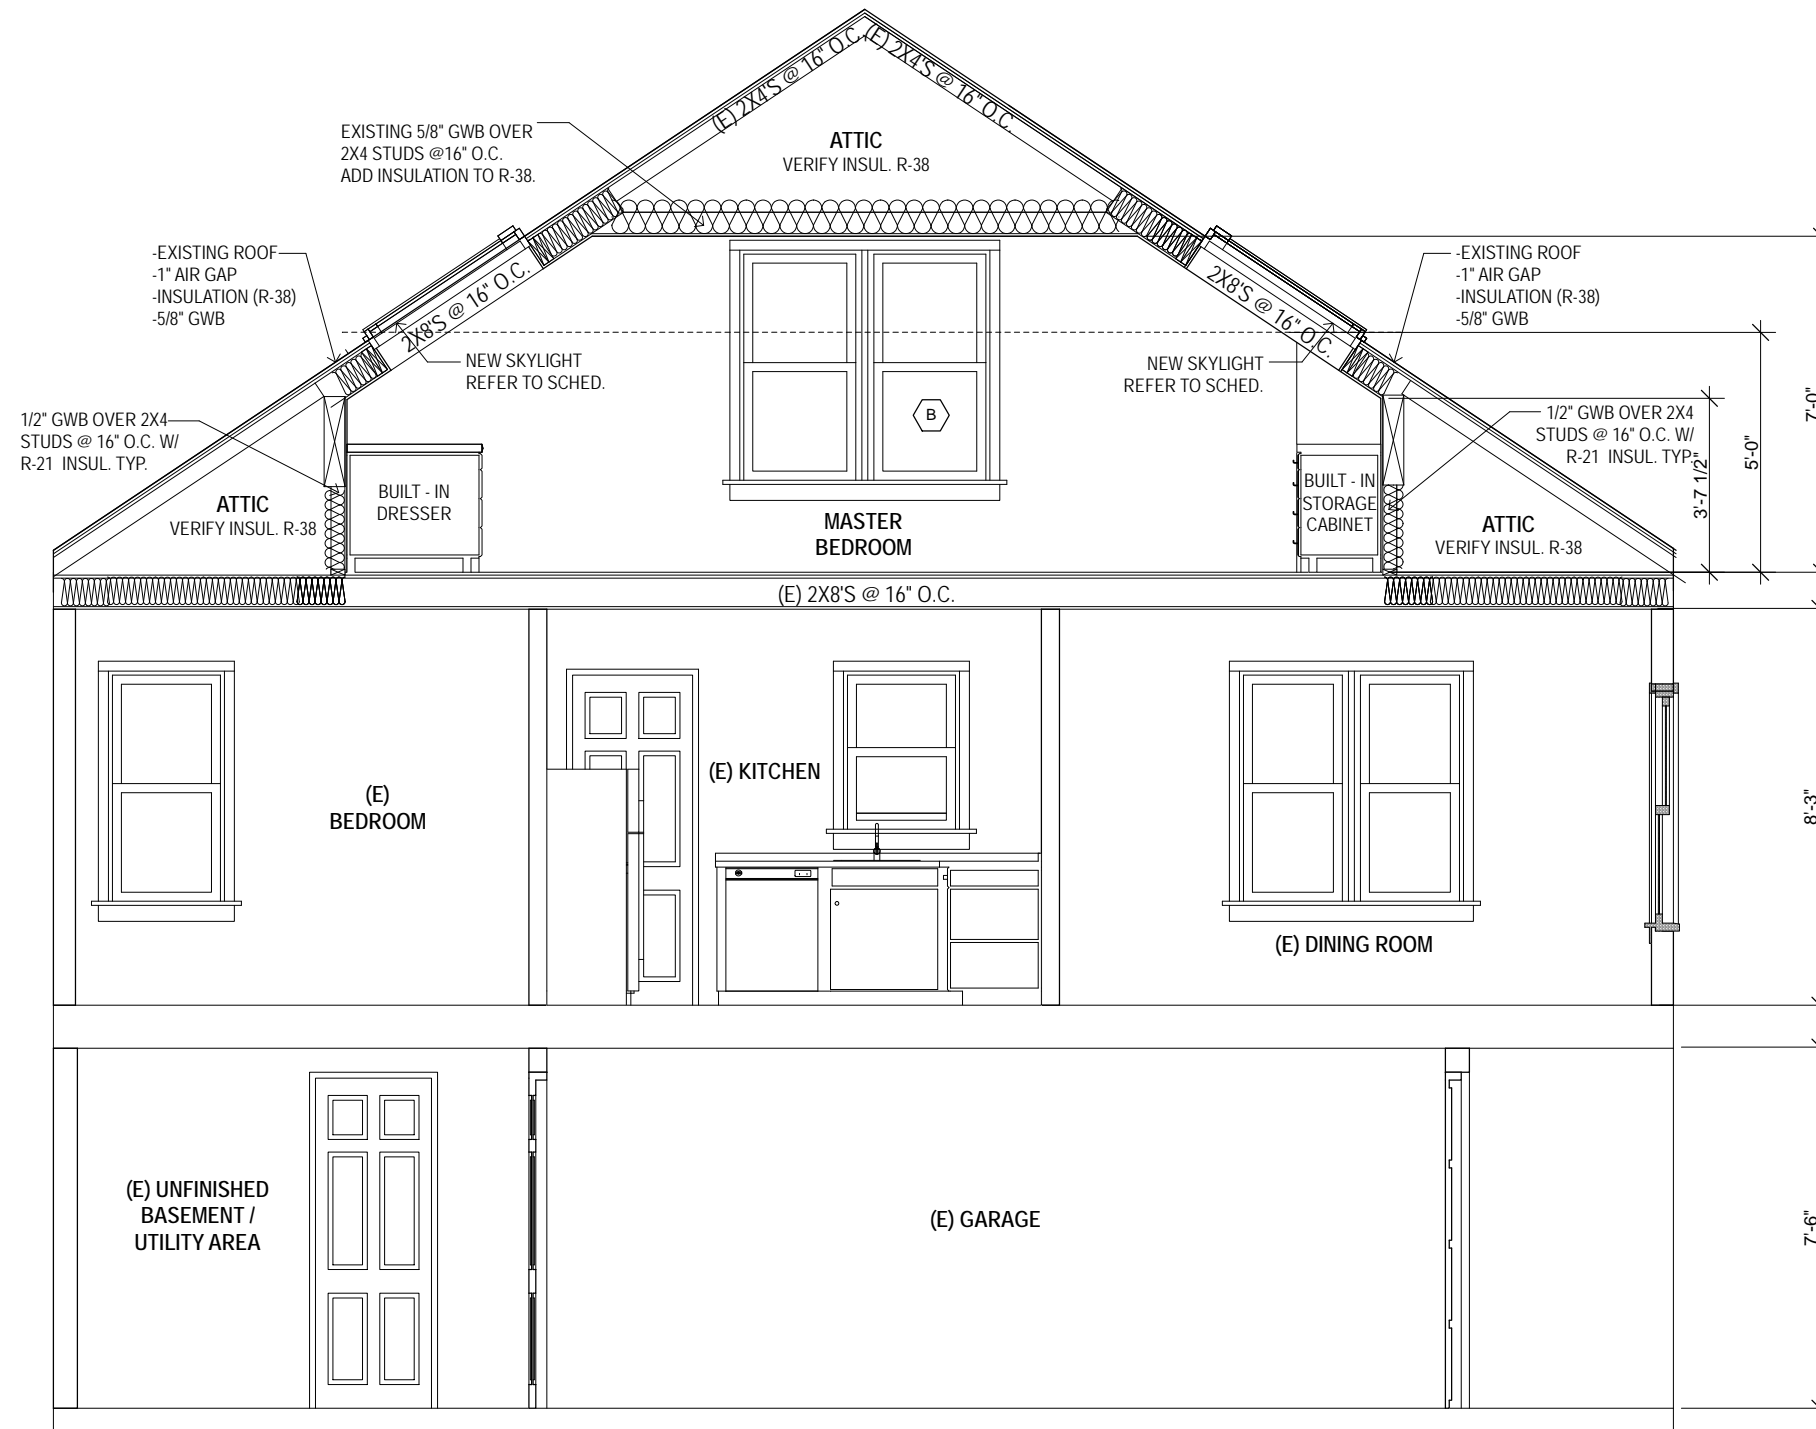 (E) 2X4'S @ 16" O.C.
(E) 2X4'S @ 16" O.C.
EXISTING 5/8" GWB OVER
2X4 STUDS @16" O.C.
ADD INSULATION TO R-38.
ATTIC
VERIFY INSUL. R-38
-EXISTING ROOF
-1" AIR GAP
-INSULATION (R-38)
-5/8" GWB
2X8'S @ 16" O.C.
NEW SKYLIGHT
REFER TO SCHED.
2X8'S @ 16" O.C.
NEW SKYLIGHT
REFER TO SCHED.
-EXISTING ROOF
-1" AIR GAP
-INSULATION (R-38)
-5/8" GWB
1/2" GWB OVER 2X4
STUDS @ 16" O.C. W/
R-21 INSUL. TYP.
B
1/2" GWB OVER 2X4
STUDS @ 16" O.C. W/
R-21 INSUL. TYP.
3'-7 1/2"
5'-0"
7'-0"
ATTIC
VERIFY INSUL. R-38
BUILT - IN
DRESSER
MASTER
BEDROOM
BUILT - IN
STORAGE
CABINET
ATTIC
VERIFY INSUL. R-38
(E) 2X8'S @ 16" O.C.
(E)
BEDROOM
(E) KITCHEN
(E) DINING ROOM
8'-3"
(E) UNFINISHED
BASEMENT /
UTILITY AREA
(E) GARAGE
7'-6"